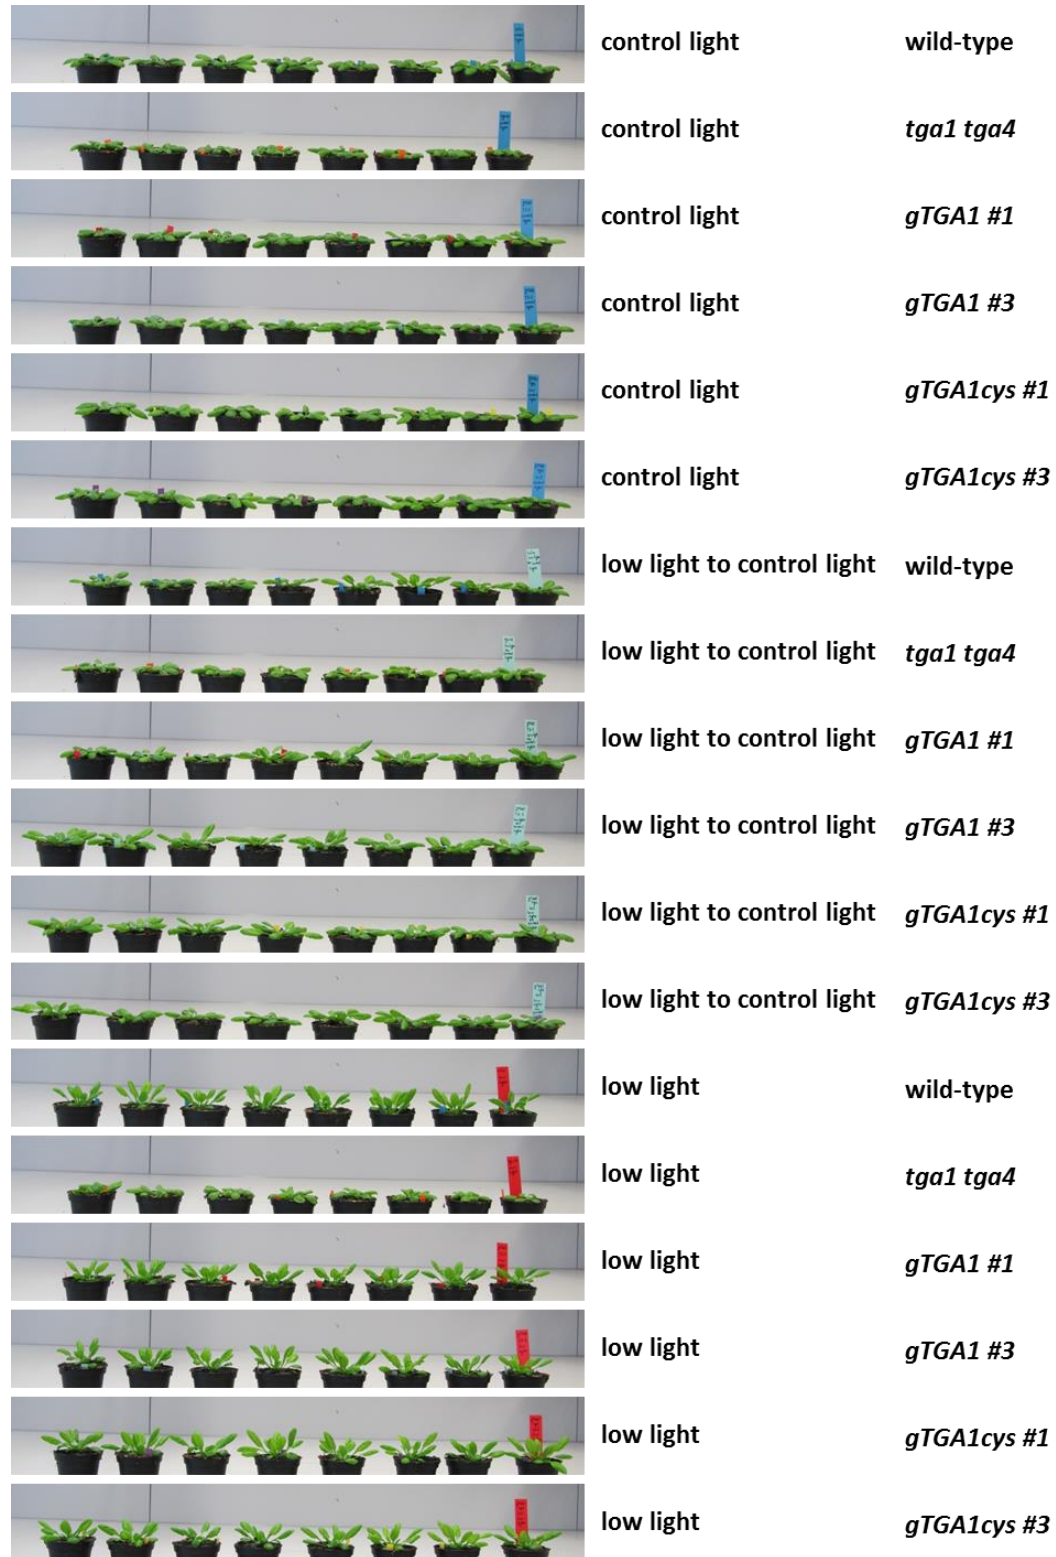 control light wild-type
control light tga1 tga4
control light gTGA1 #1
control light gTGA1 #3
control light gTGA1cys #1
control light gTGA1cys #3
low light to control light wild-type
low light to control light tga1 tga4
low light to control light gTGA1 #1
low light to control light gTGA1 #3
low light to control light gTGA1cys #1
low light to control light gTGA1cys #3
low light wild-type
low light tga1 tga4
low light gTGA1 #1
low light gTGA1 #3
low light gTGA1cys #1
low light gTGA1cys #3